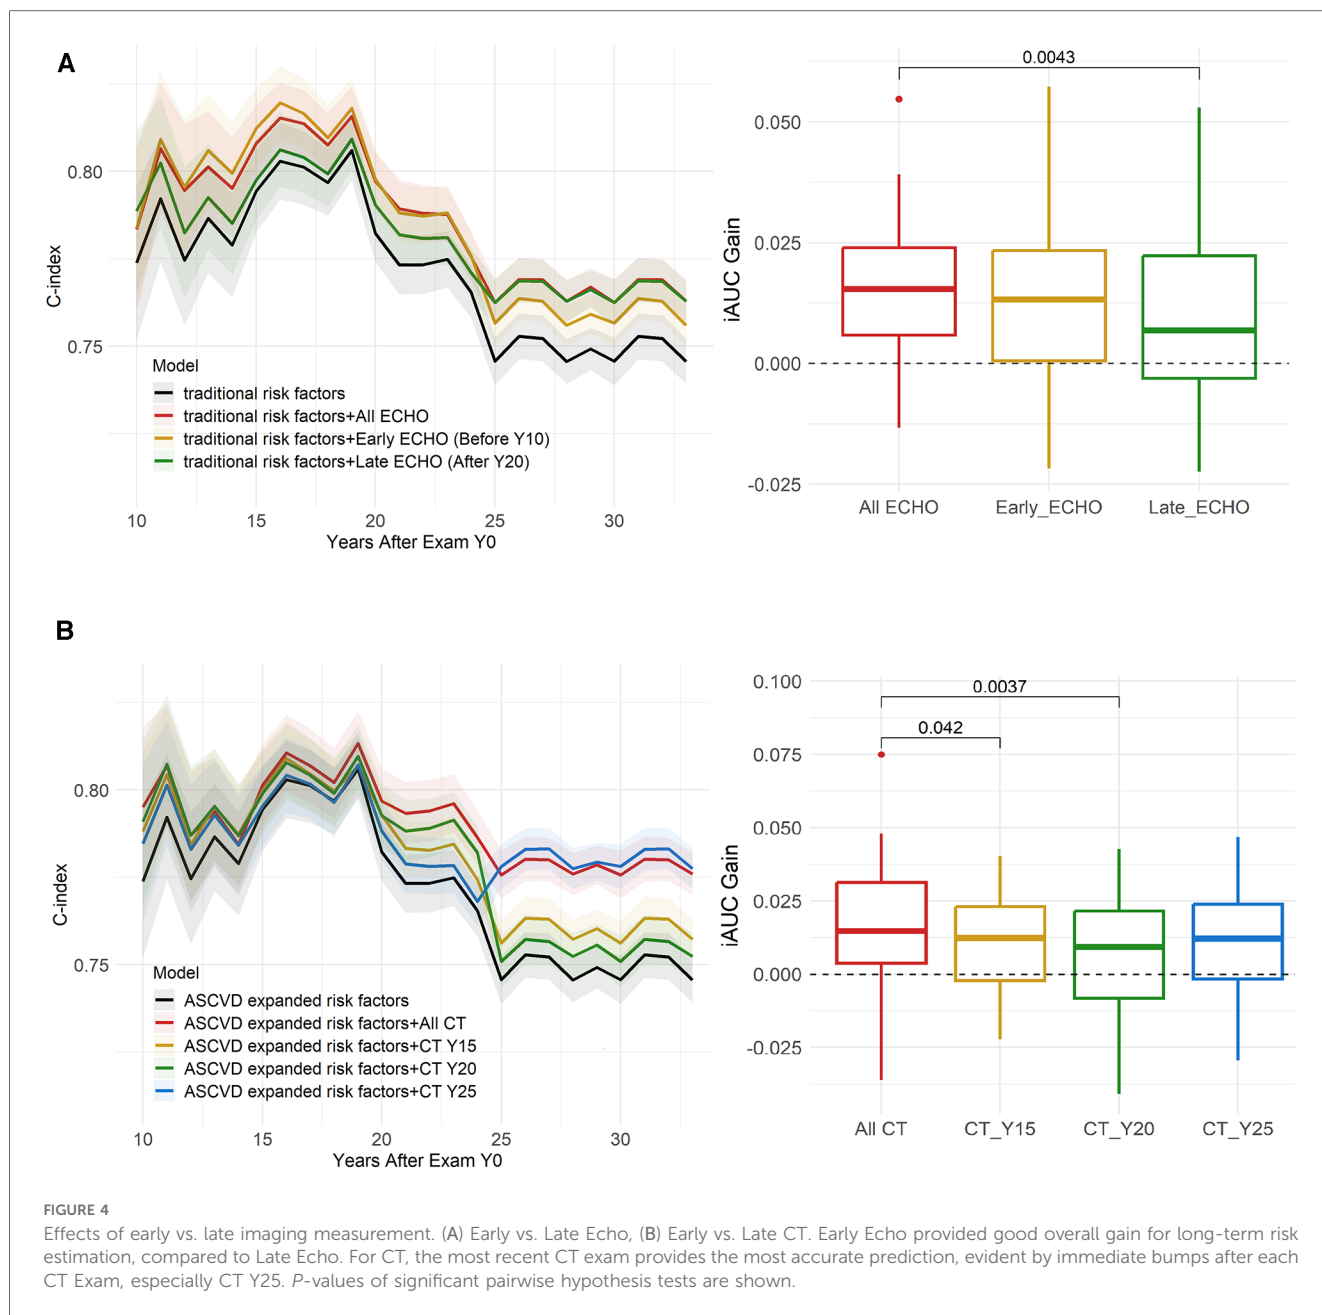 A
C-index
0.80
0.75
Model
traditional risk factors
traditional risk factors+All ECHO
traditional risk factors+Early ECHO (Before Y10)
traditional risk factors+Late ECHO (After Y20)
10 15 20 25 30
Years After Exam Y0
0.0043
iAUC Gain
0.050
0.025
0.000
-0.025
All ECHO Early_ECHO Late_ECHO
B
C-index
0.80
0.75
Model
ASCVD expanded risk factors
ASCVD expanded risk factors+All CT
ASCVD expanded risk factors+CT Y15
ASCVD expanded risk factors+CT Y20
ASCVD expanded risk factors+CT Y25
10 15 20 25 30
Years After Exam Y0
0.0037
0.042
iAUC Gain
0.100
0.075
0.050
0.025
0.000
-0.025
All CT CT_Y15 CT_Y20 CT_Y25
FIGURE 4
Effects of early vs. late imaging measurement. (A) Early vs. Late Echo, (B) Early vs. Late CT. Early Echo provided good overall gain for long-term risk
estimation, compared to Late Echo. For CT, the most recent CT exam provides the most accurate prediction, evident by immediate bumps after each
CT Exam, especially CT Y25. P-values of significant pairwise hypothesis tests are shown.